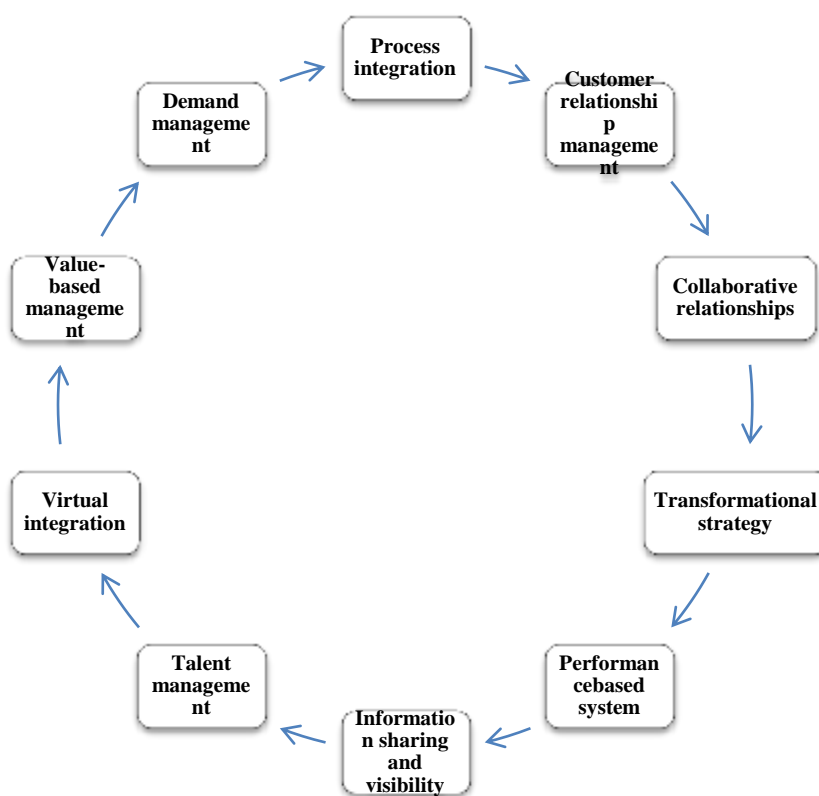 Process
integration
Customer
relationshi
p
manageme
nt
Collaborative
relationships
Transformational
strategy
Performan
cebased
system
Informatio
n sharing
and
visibility
Talent
manageme
nt
Virtual
integration
Value-
based
manageme
nt
Demand
manageme
nt